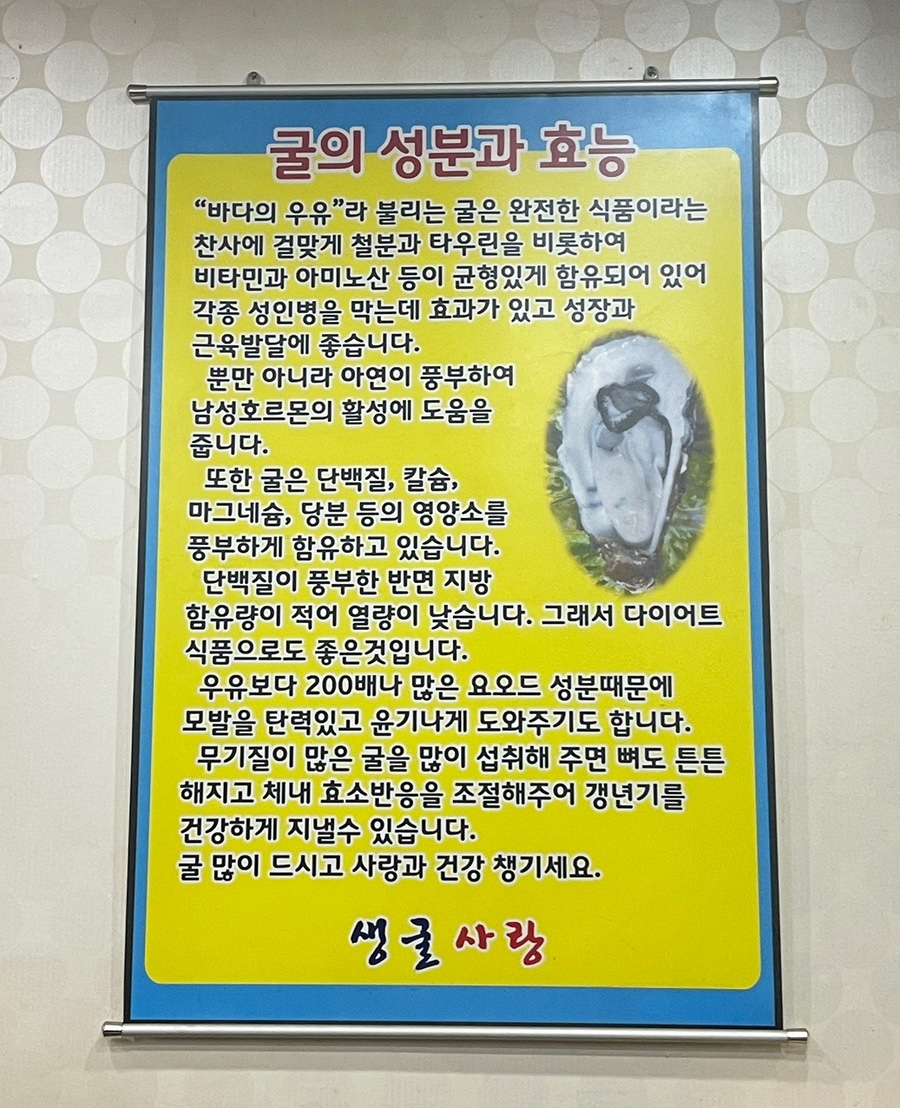 굴의 성분과 효능
“바다의 우유”라 불리는 굴은 완전한 식품이라는
찬사에 걸맞게 철분과 타우린을 비롯하여
비타민과 아미노산 등이 균형있게 함유되어 있어
각종 성인병을 막는데 효과가 있고 성장과
근육발달에 좋습니다.
뿐만 아니라 아연이 풍부하여
남성호르몬의 활성에 도움을
줍니다.
또한 굴은 단백질, 칼슘,
마그네슘, 당분 등의 영양소를
풍부하게 함유하고 있습니다.
단백질이 풍부한 반면 지방
함유량이 적어 열량이 낮습니다. 그래서 다이어트
식품으로도 좋은것입니다.
우유보다 200배나 많은 요오드 성분때문에
모발을 탄력있고 윤기나게 도와주기도 합니다.
무기질이 많은 굴을 많이 섭취해 주면 뼈도 튼튼
해지고 체내 효소반응을 조절해주어 갱년기를
건강하게 지낼수 있습니다.
굴 많이 드시고 사랑과 건강 챙기세요.
생굴사랑